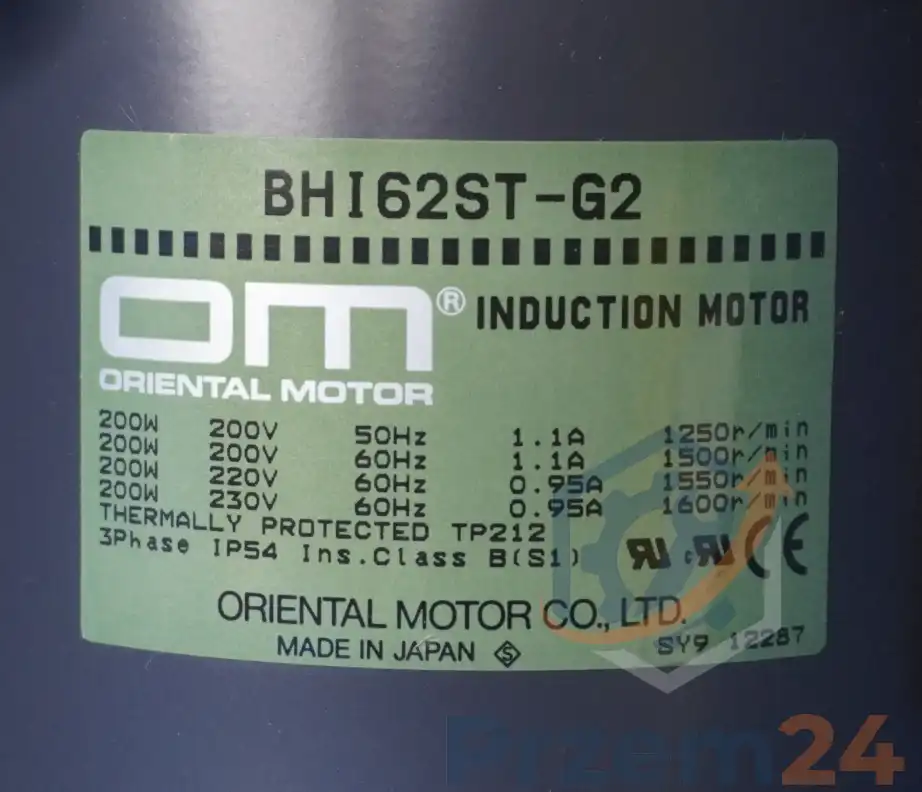 BHI62ST-G2
OM® INDUCTION MOTOR
ORIENTAL MOTOR
200W 200V 50Hz 1.1A 1250r/min
200W 200V 60Hz 1.1A 1500r/min
200W 220V 60Hz 0.95A 1550r/min
200W 230V 60Hz 0.95A 1600r/min
THERMALLY PROTECTED TP212
3Phase IP54 Ins.Class B(S1)
c CE
ORIENTAL MOTOR CO., LTD.
MADE IN JAPAN S SY9 12287
Przem24